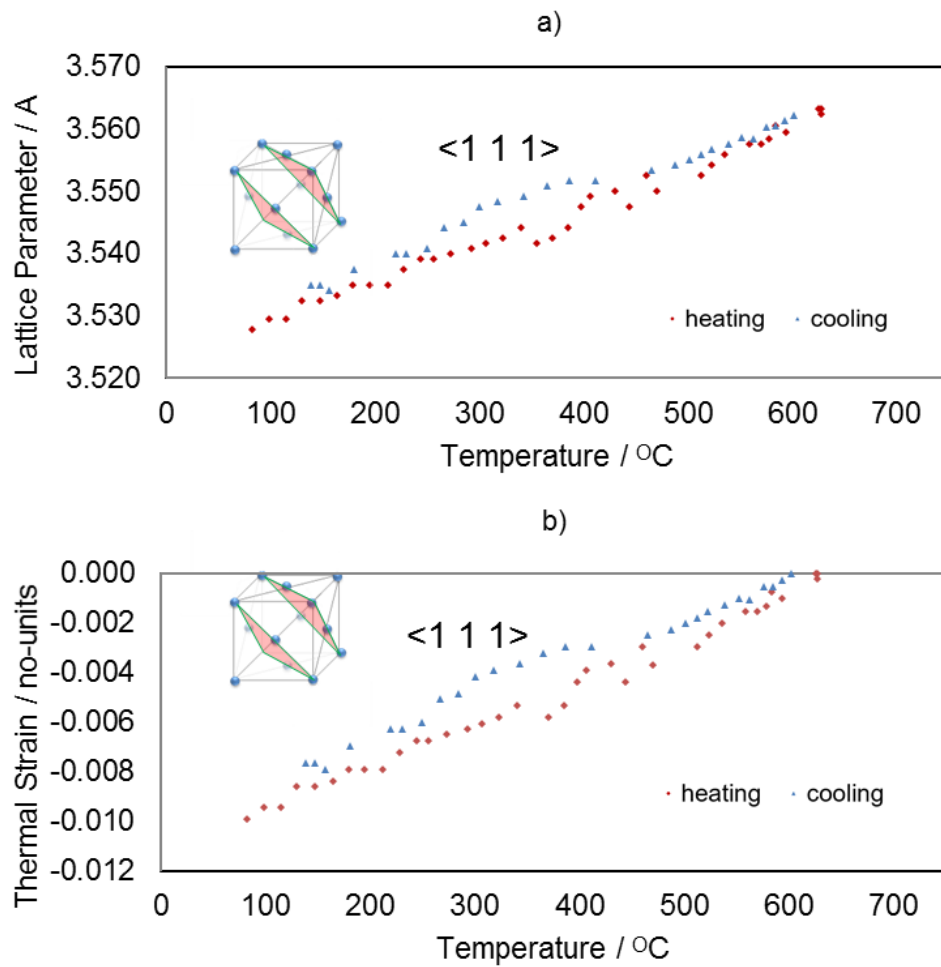 a)
Lattice Parameter / A
3.570
3.560
3.550
3.540
3.530
3.520
<1 1 1>
heating cooling
0 100 200 300 400 500 600 700
Temperature / ᴼC
b)
Thermal Strain / no-units
0.000
-0.002
-0.004
-0.006
-0.008
-0.010
-0.012
<1 1 1>
heating cooling
0 100 200 300 400 500 600 700
Temperature / ᴼC